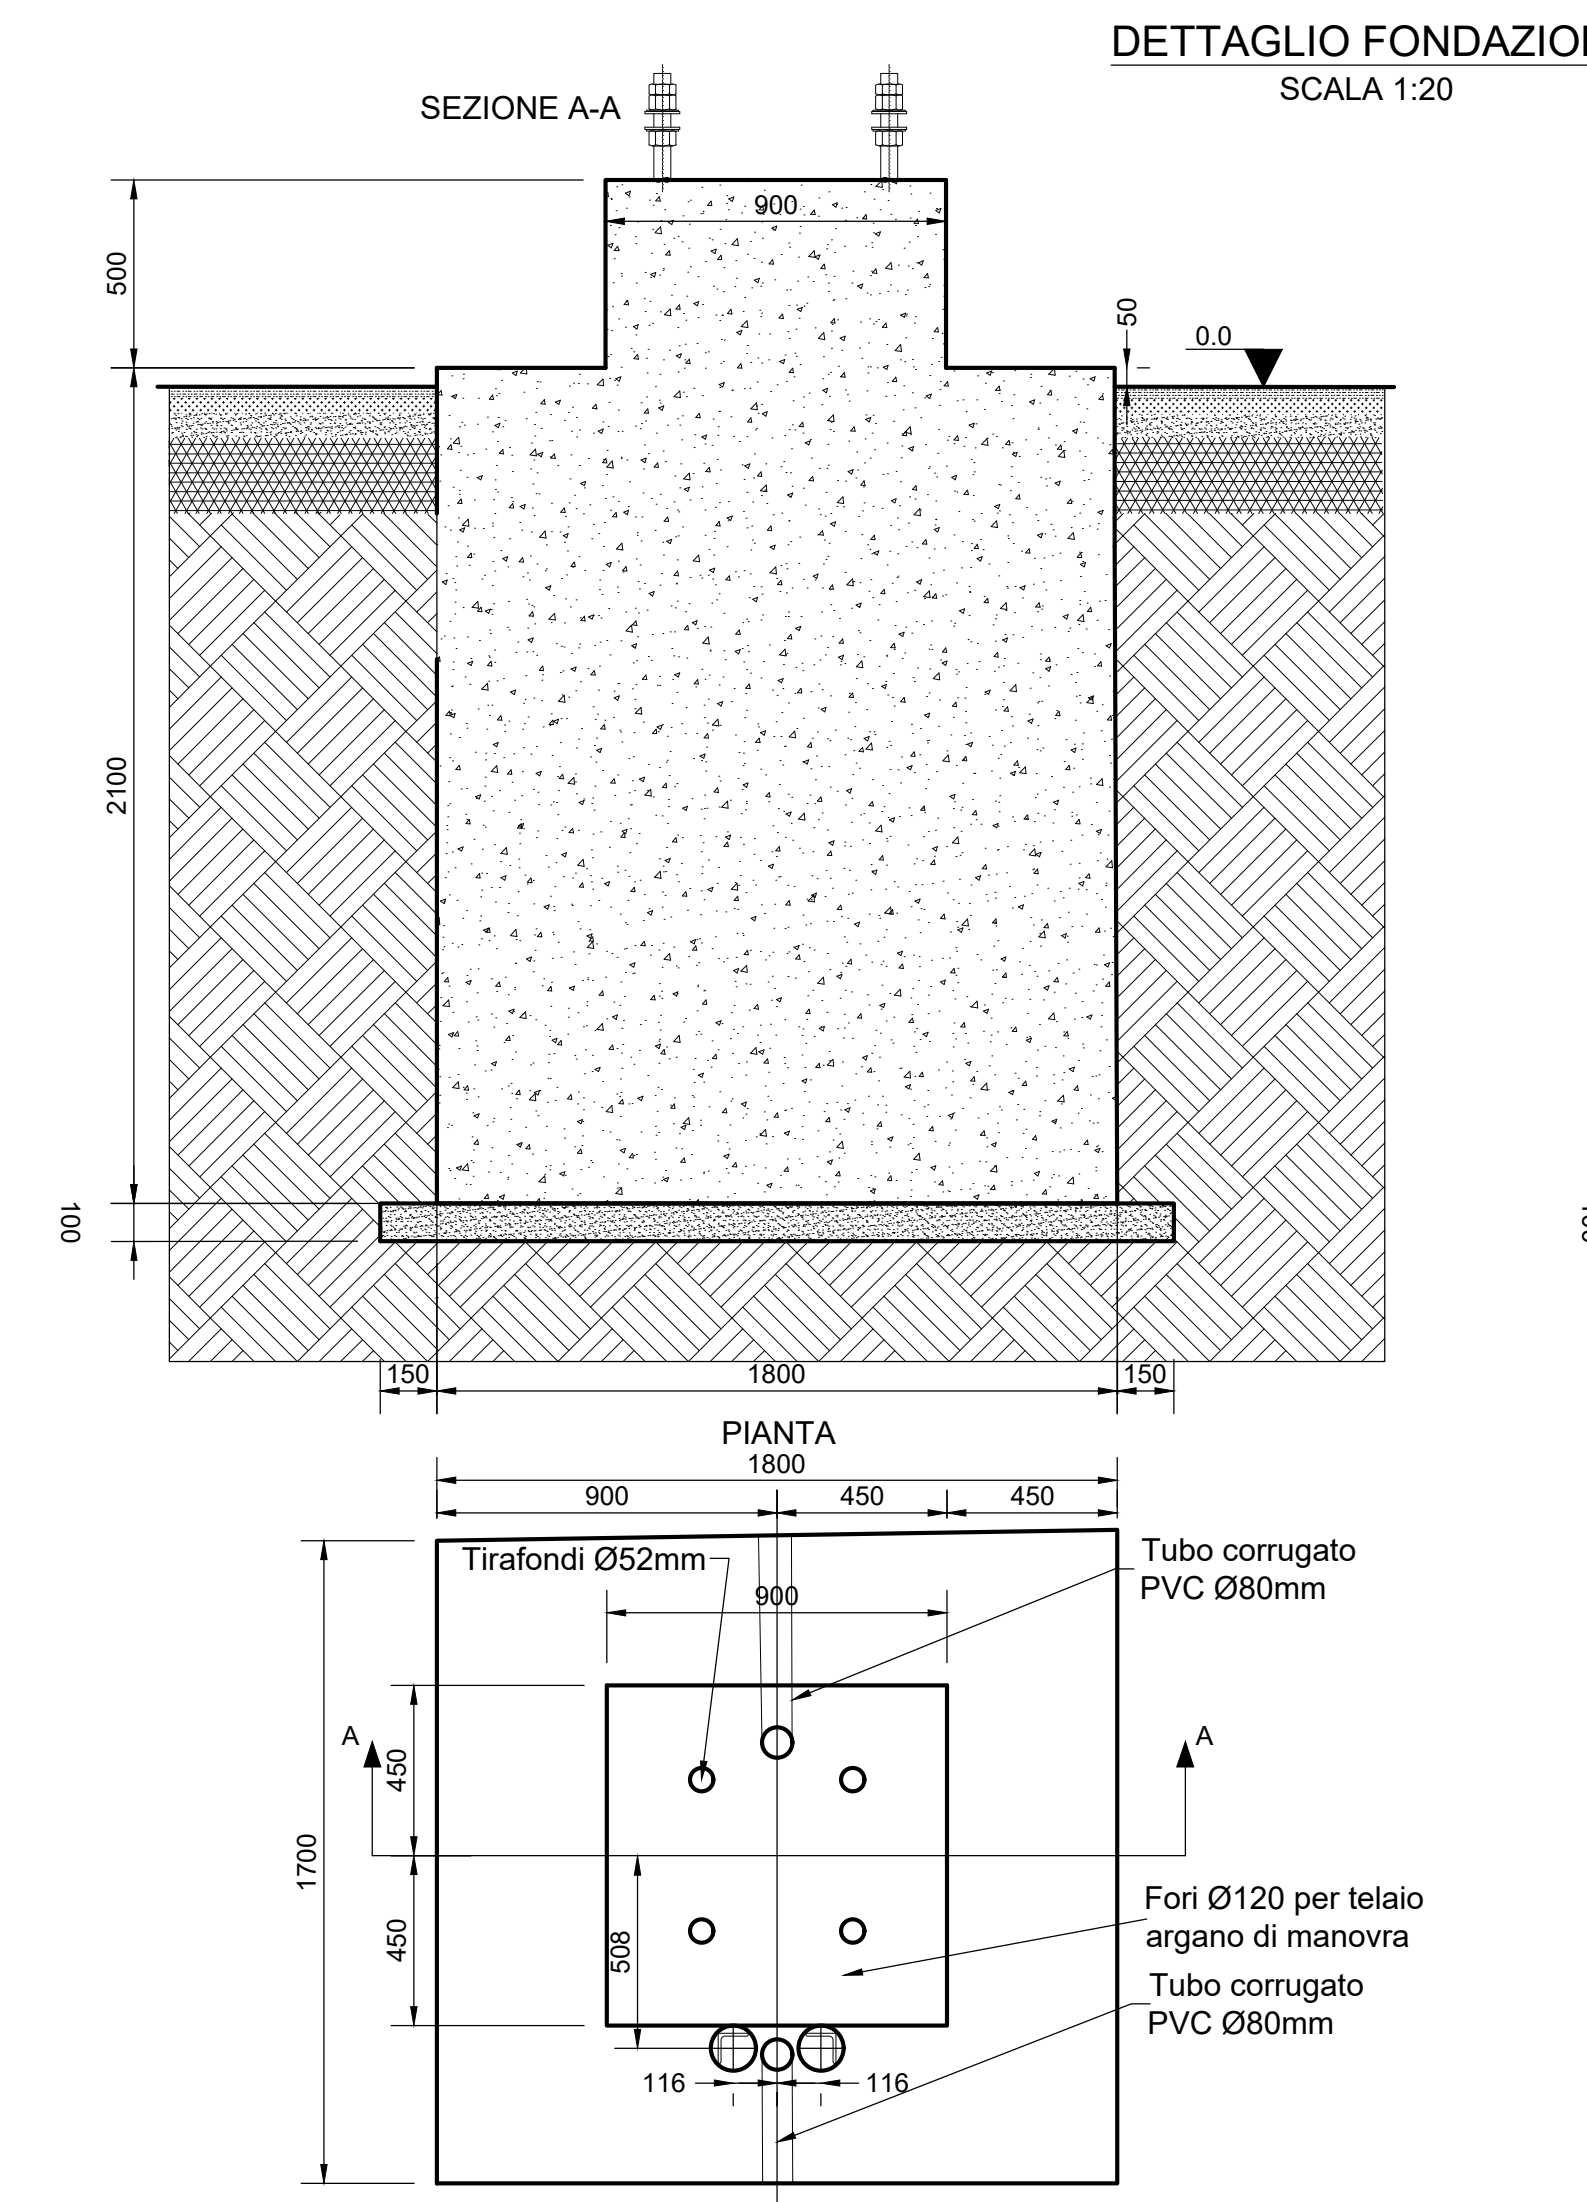 DETTAGLIO FONDAZIO
SCALA 1:20
SEZIONE A-A
900
500
50
0.0
2100
100
150
1800
150
PIANTA
1800
900
450
450
Tirafondi Ø52mm
Tubo corrugato
PVC Ø80mm
900
A
A
450
1700
450
508
Fori Ø120 per telaio
argano di manovra
Tubo corrugato
PVC Ø80mm
116
116